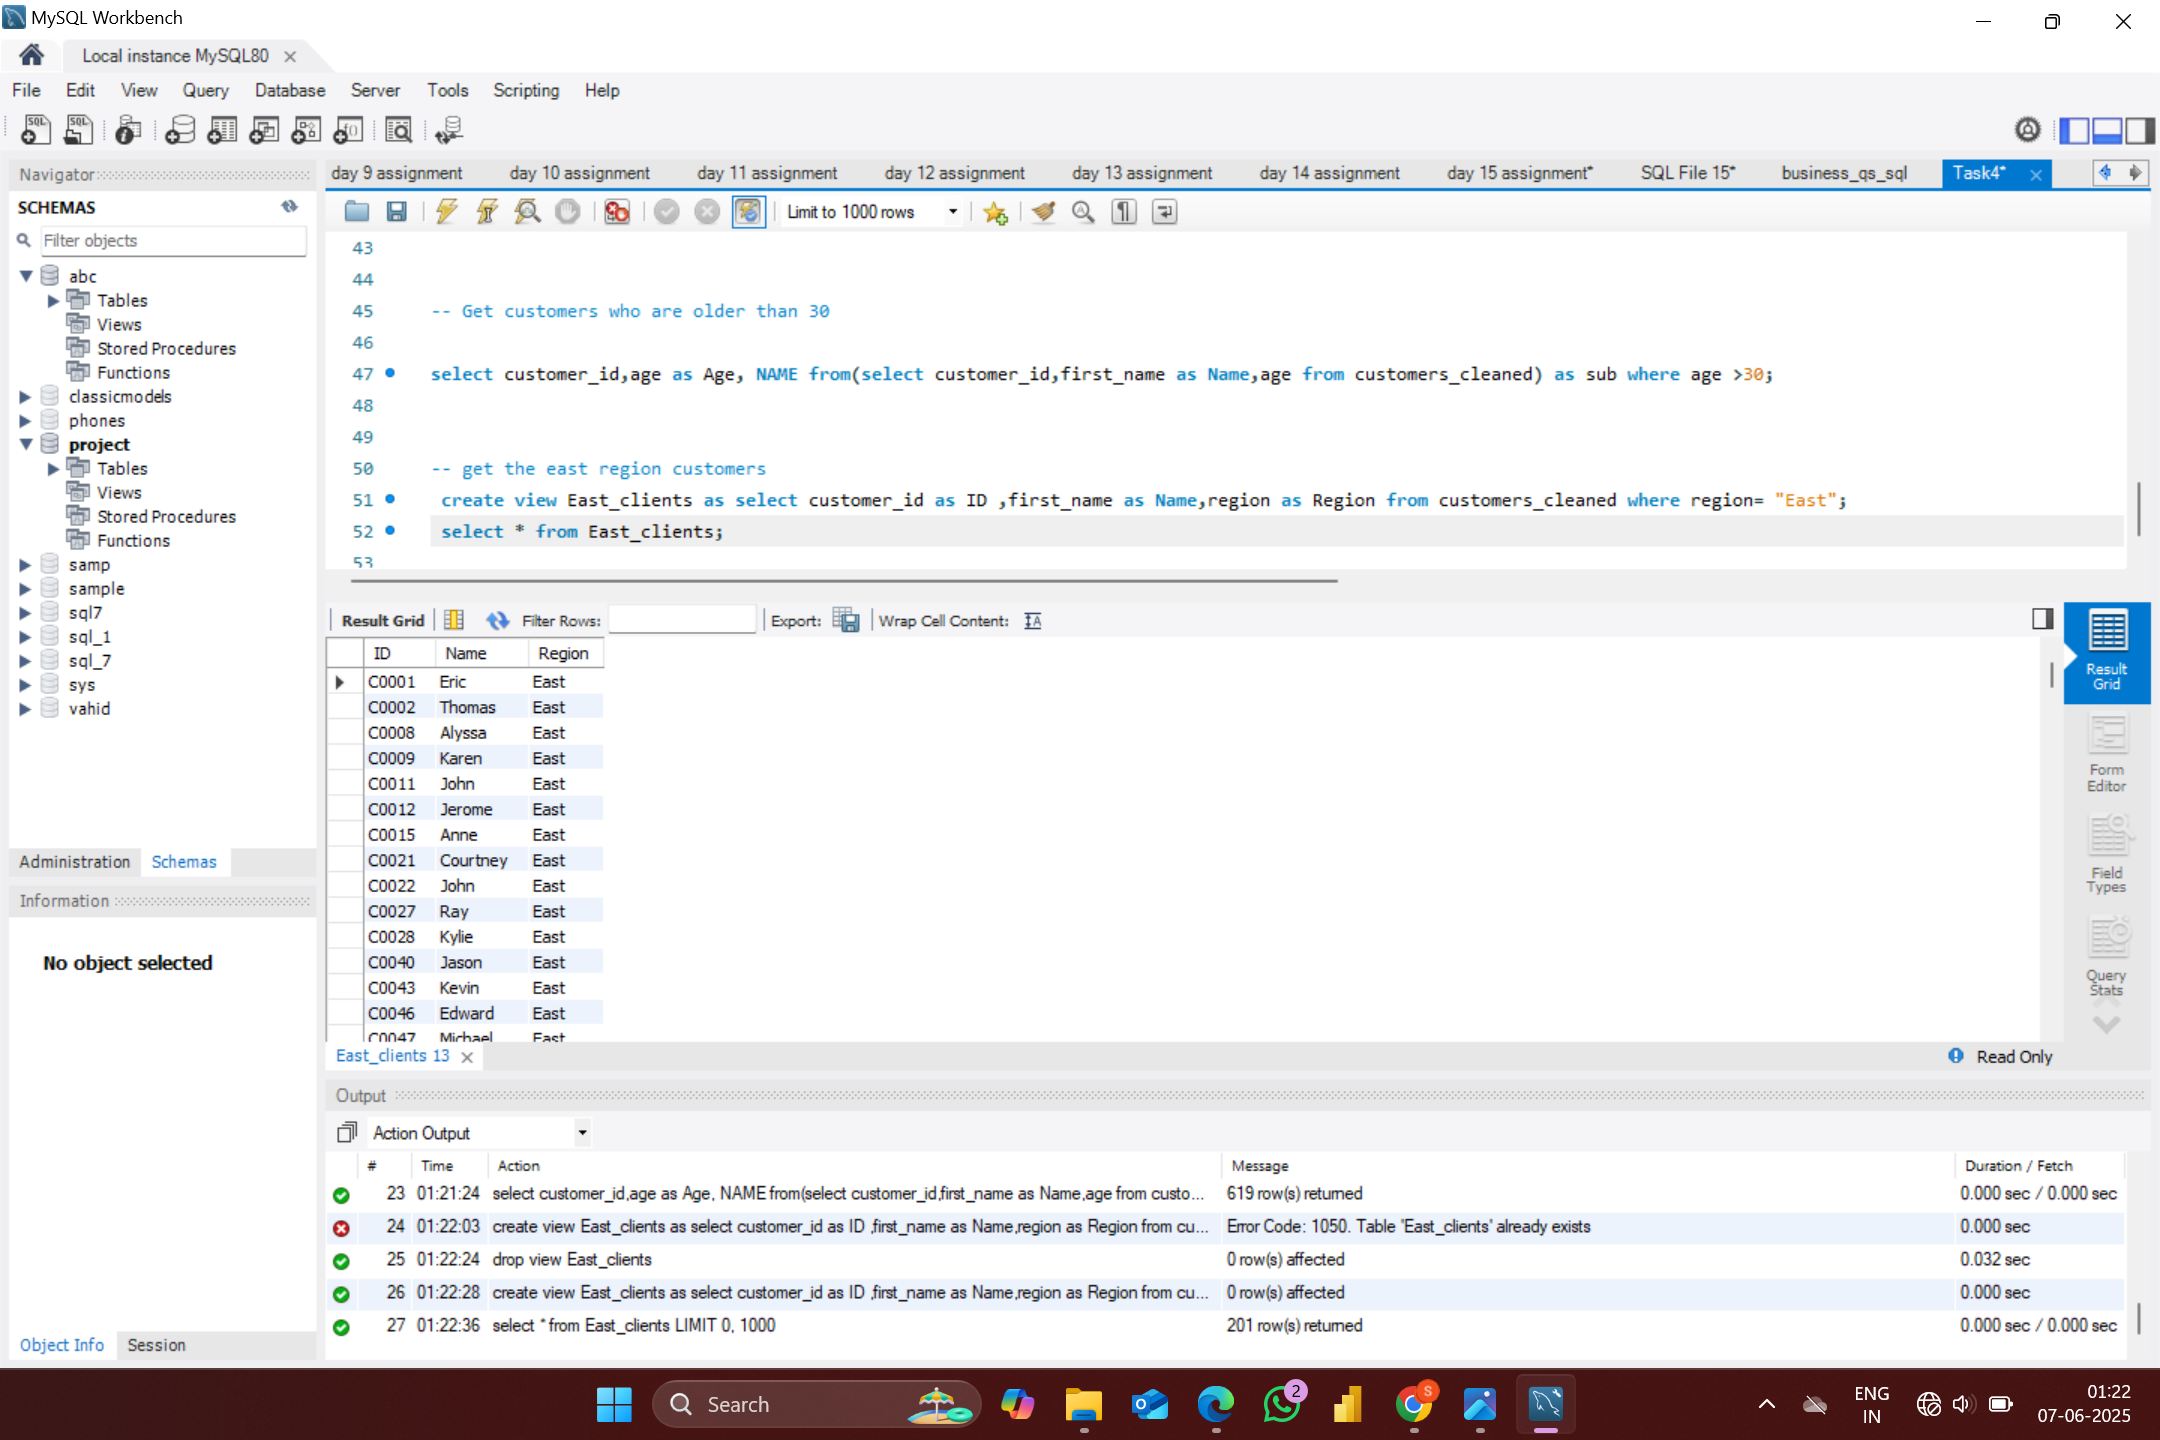 MySQL Workbench
Local instance MySQL80
File Edit View Query Database Server Tools Scripting Help
Navigator
SCHEMAS
Filter objects
abc
Tables
Views
Stored Procedures
Functions
classicmodels
phones
project
Tables
Views
Stored Procedures
Functions
samp
sample
sql7
sql_1
sql_7
sys
vahid
Administration Schemas
Information
No object selected
Object Info Session
day 9 assignment day 10 assignment day 11 assignment day 12 assignment day 13 assignment day 14 assignment day 15 assignment* SQL File 15* business_qs_sql Task4*
Limit to 1000 rows
43
44
45 -- Get customers who are older than 30
46
47 select customer_id,age as Age, NAME from(select customer_id,first_name as Name,age from customers_cleaned) as sub where age >30;
48
49
50 -- get the east region customers
51 create view East_clients as select customer_id as ID ,first_name as Name,region as Region from customers_cleaned where region= "East";
52 select * from East_clients;
53
Result Grid Filter Rows: Export: Wrap Cell Content:
ID Name Region
C0001 Eric East
C0002 Thomas East
C0008 Alyssa East
C0009 Karen East
C0011 John East
C0012 Jerome East
C0015 Anne East
C0021 Courtney East
C0022 John East
C0027 Ray East
C0028 Kylie East
C0040 Jason East
C0043 Kevin East
C0046 Edward East
C0047 Michael East
Result
Grid
Form
Editor
Field
Types
Query
Stats
East_clients 13 Read Only
Output
Action Output
# Time Action Message Duration / Fetch
23 01:21:24 select customer_id,age as Age, NAME from(select customer_id,first_name as Name,age from custo... 619 row(s) returned 0.000 sec / 0.000 sec
24 01:22:03 create view East_clients as select customer_id as ID ,first_name as Name,region as Region from cu... Error Code: 1050. Table 'East_clients' already exists 0.000 sec
25 01:22:24 drop view East_clients 0 row(s) affected 0.032 sec
26 01:22:28 create view East_clients as select customer_id as ID ,first_name as Name,region as Region from cu... 0 row(s) affected 0.000 sec
27 01:22:36 select * from East_clients LIMIT 0, 1000 201 row(s) returned 0.000 sec / 0.000 sec
Search
2
S
ENG
IN
01:22
07-06-2025